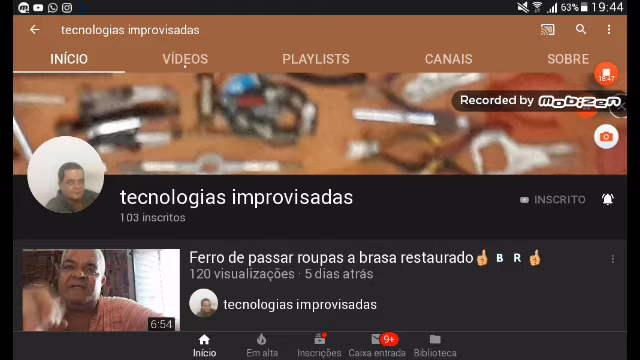 63% 19:44
tecnologias improvisadas
INÍCIO VÍDEOS PLAYLISTS CANAIS SOBRE
18:47
Recorded by mobizen
tecnologias improvisadas
INSCRITO
103 inscritos
Ferro de passar roupas a brasa restaurado☝️ B R ☝️
120 visualizações · 5 dias atrás
tecnologias improvisadas
6:54
9+
Início Em alta Inscrições Caixa entrada Biblioteca